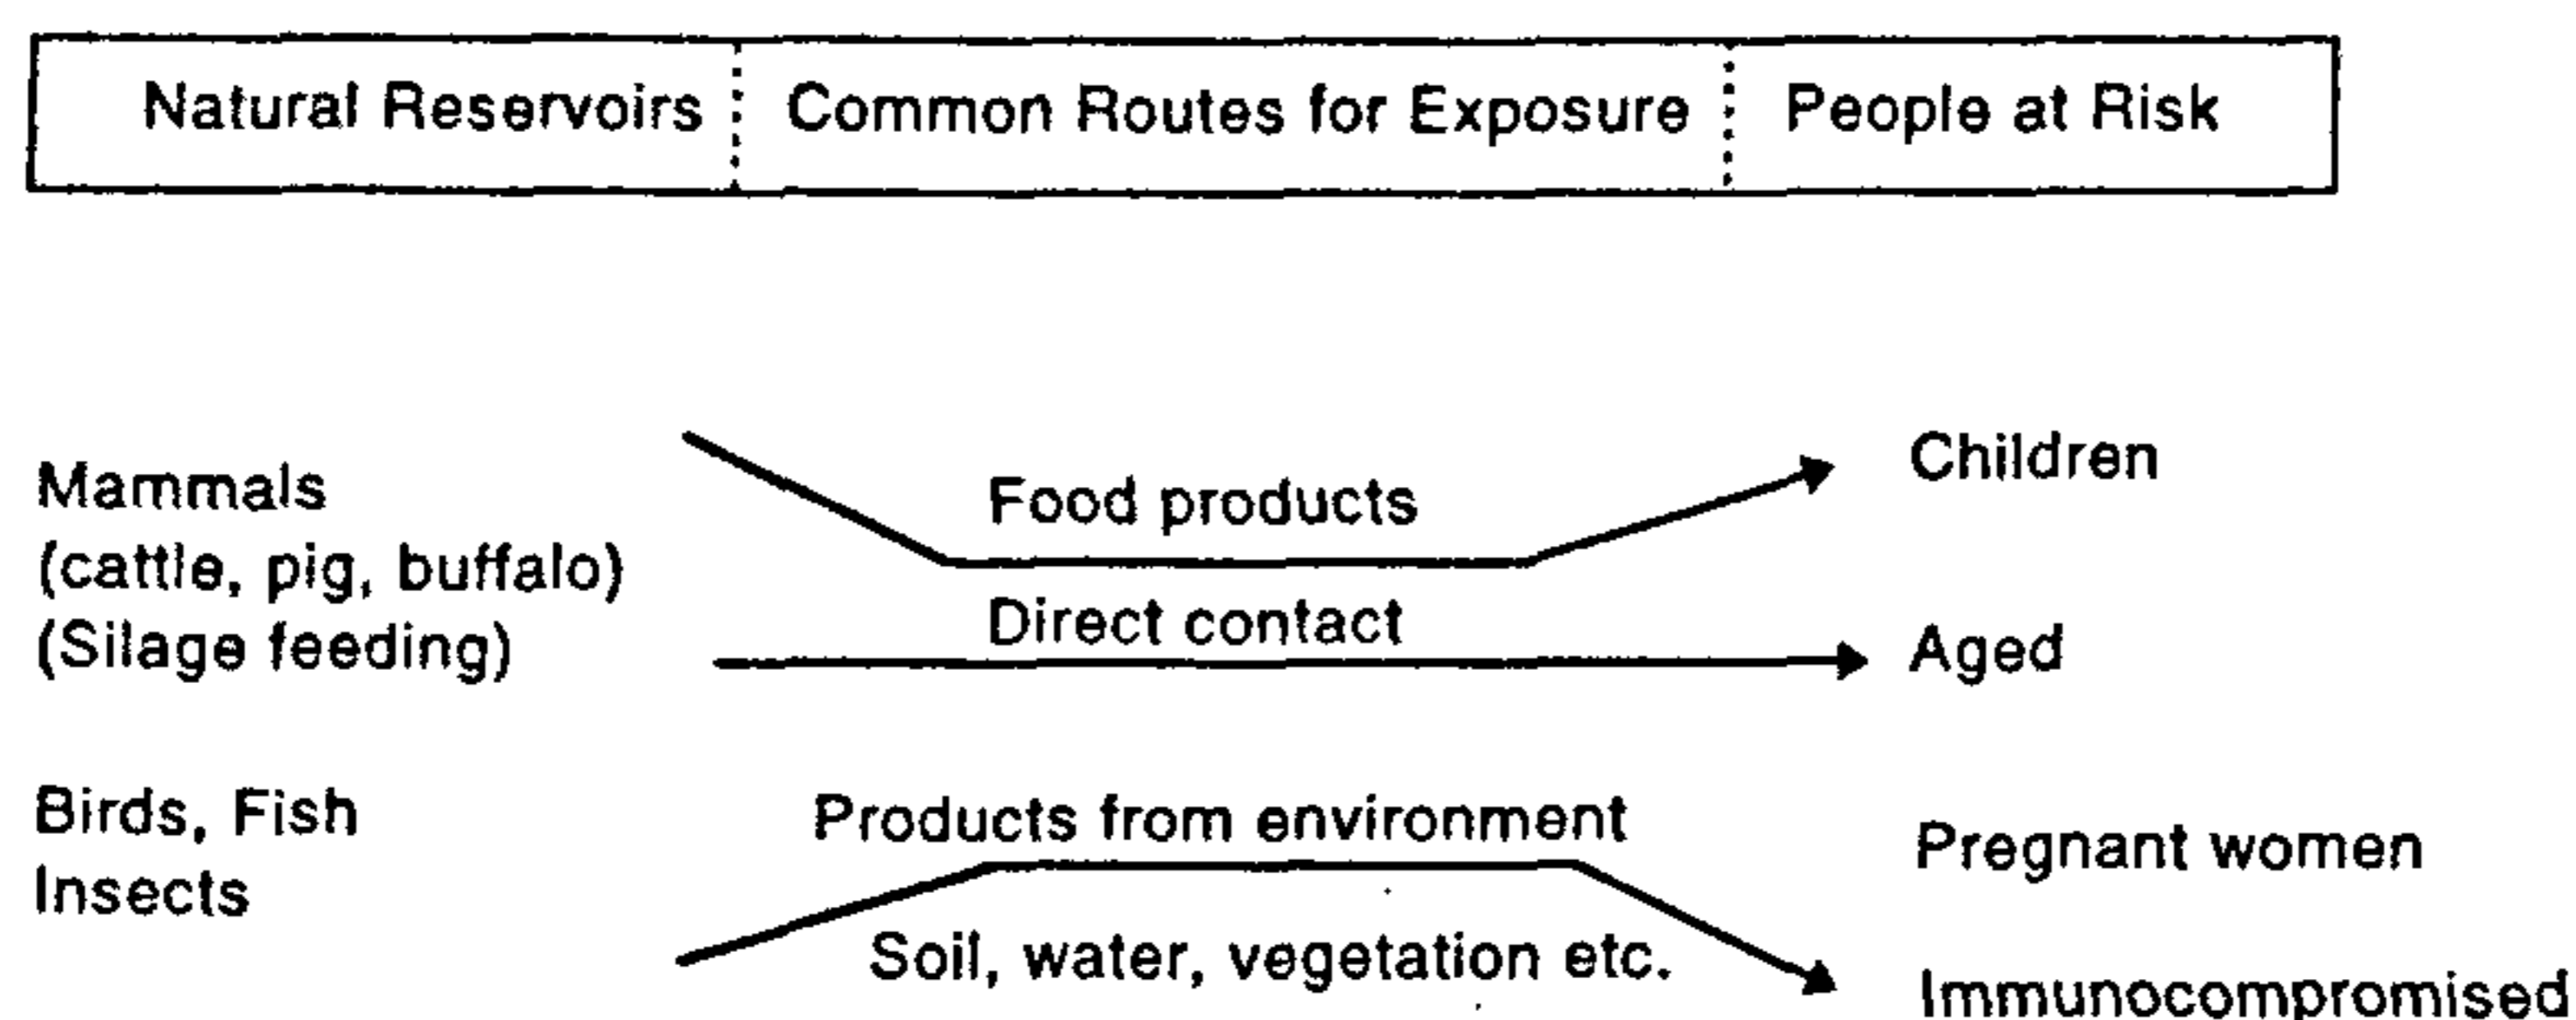 Natural Reservoirs Common Routes for Exposure People at Risk
Mammals
(cattle, pig, buffalo)
(Silage feeding)
Birds, Fish
Insects
Food products
Direct contact
Products from environment
Soil, water, vegetation etc.
Children
Aged
Pregnant women
Immunocompromised